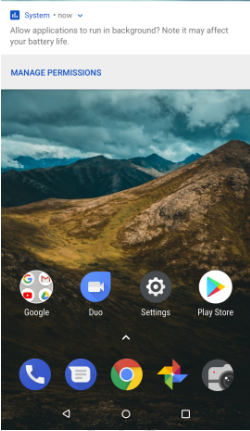 System • now
Allow applications to run in background? Note it may affect
your battery life.
MANAGE PERMISSIONS
Google
Duo
Settings
Play Store